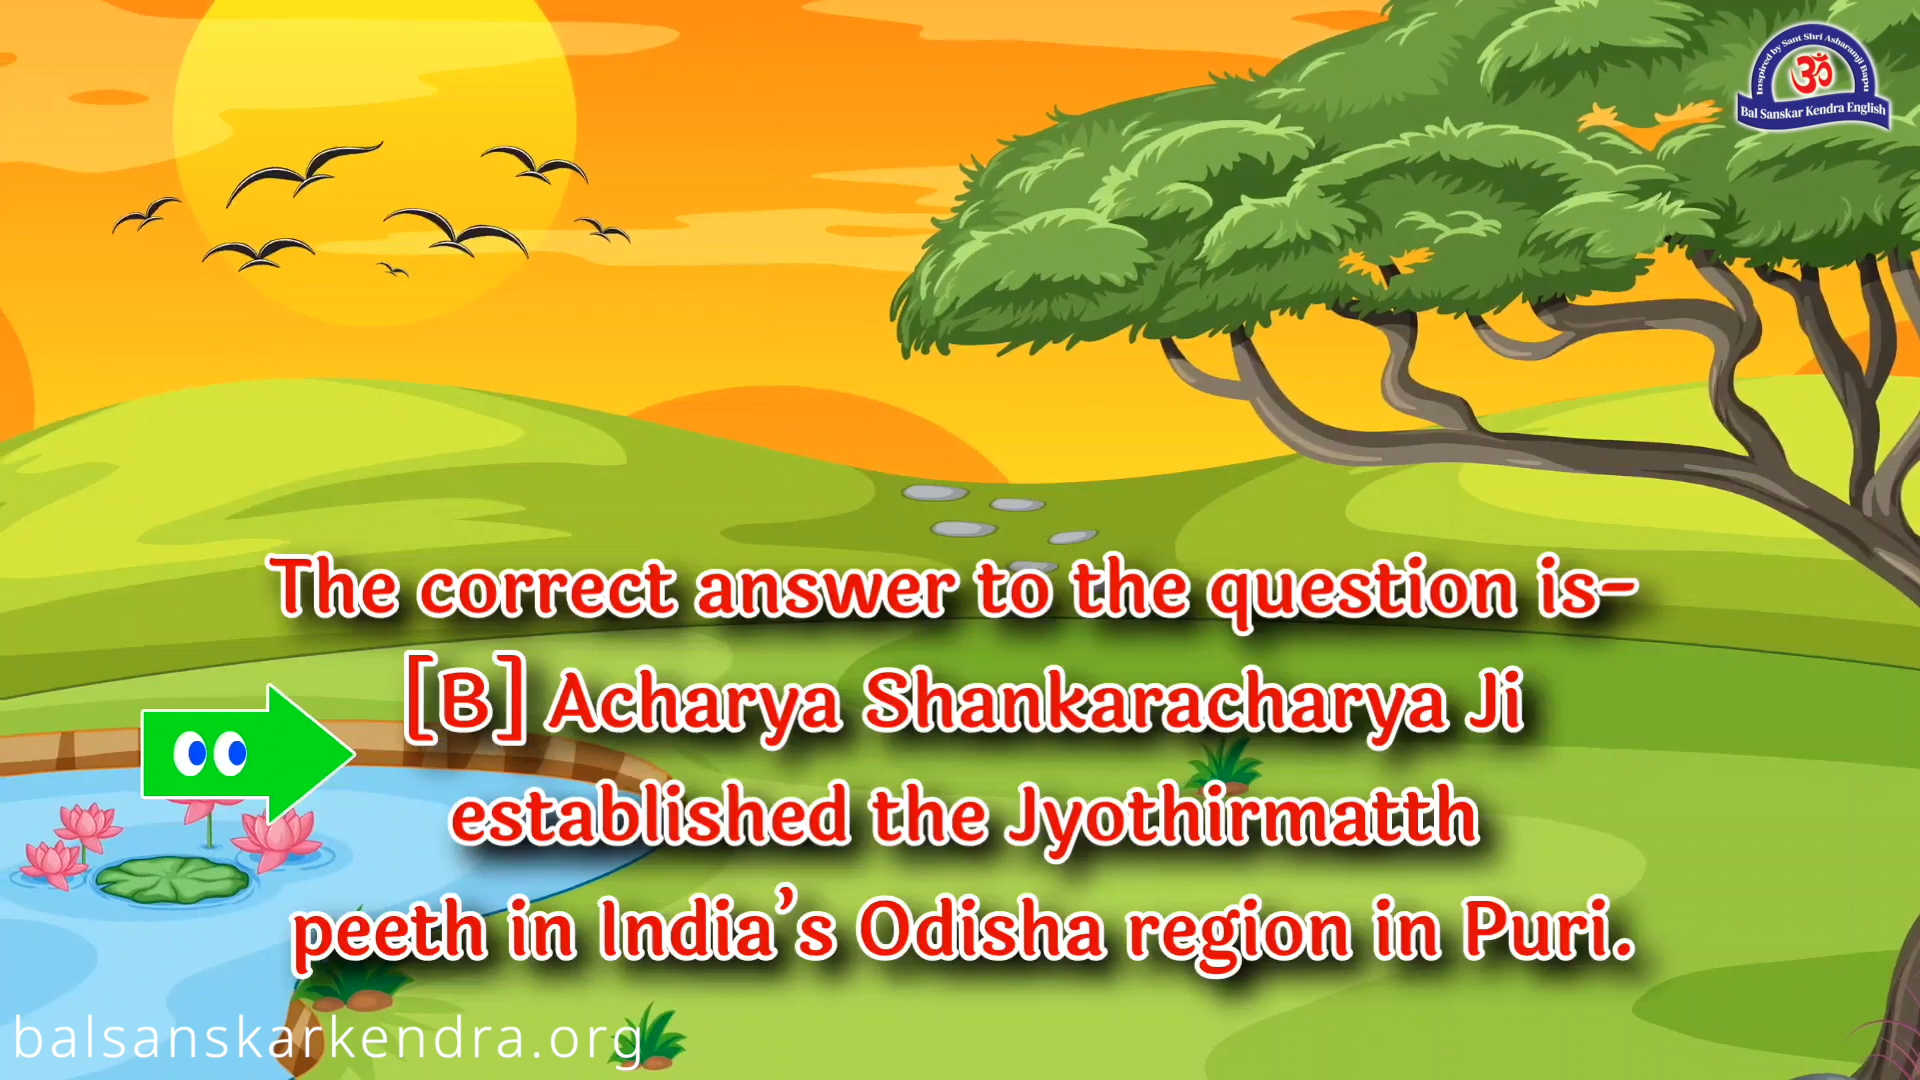 Inspired by Sant Shri Asharamji Bapu
ॐ
Bal Sanskar Kendra English
The correct answer to the question is-
[B] Acharya Shankaracharya Ji
established the Jyothirmatth
peeth in India's Odisha region in Puri.
balsanskarkendra.org